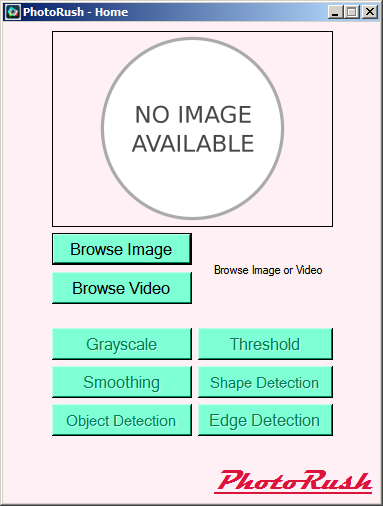 PhotoRush - Home
NO IMAGE
AVAILABLE
Browse Image
Browse Image or Video
Browse Video
Grayscale
Threshold
Smoothing
Shape Detection
Object Detection
Edge Detection
PhotoRush